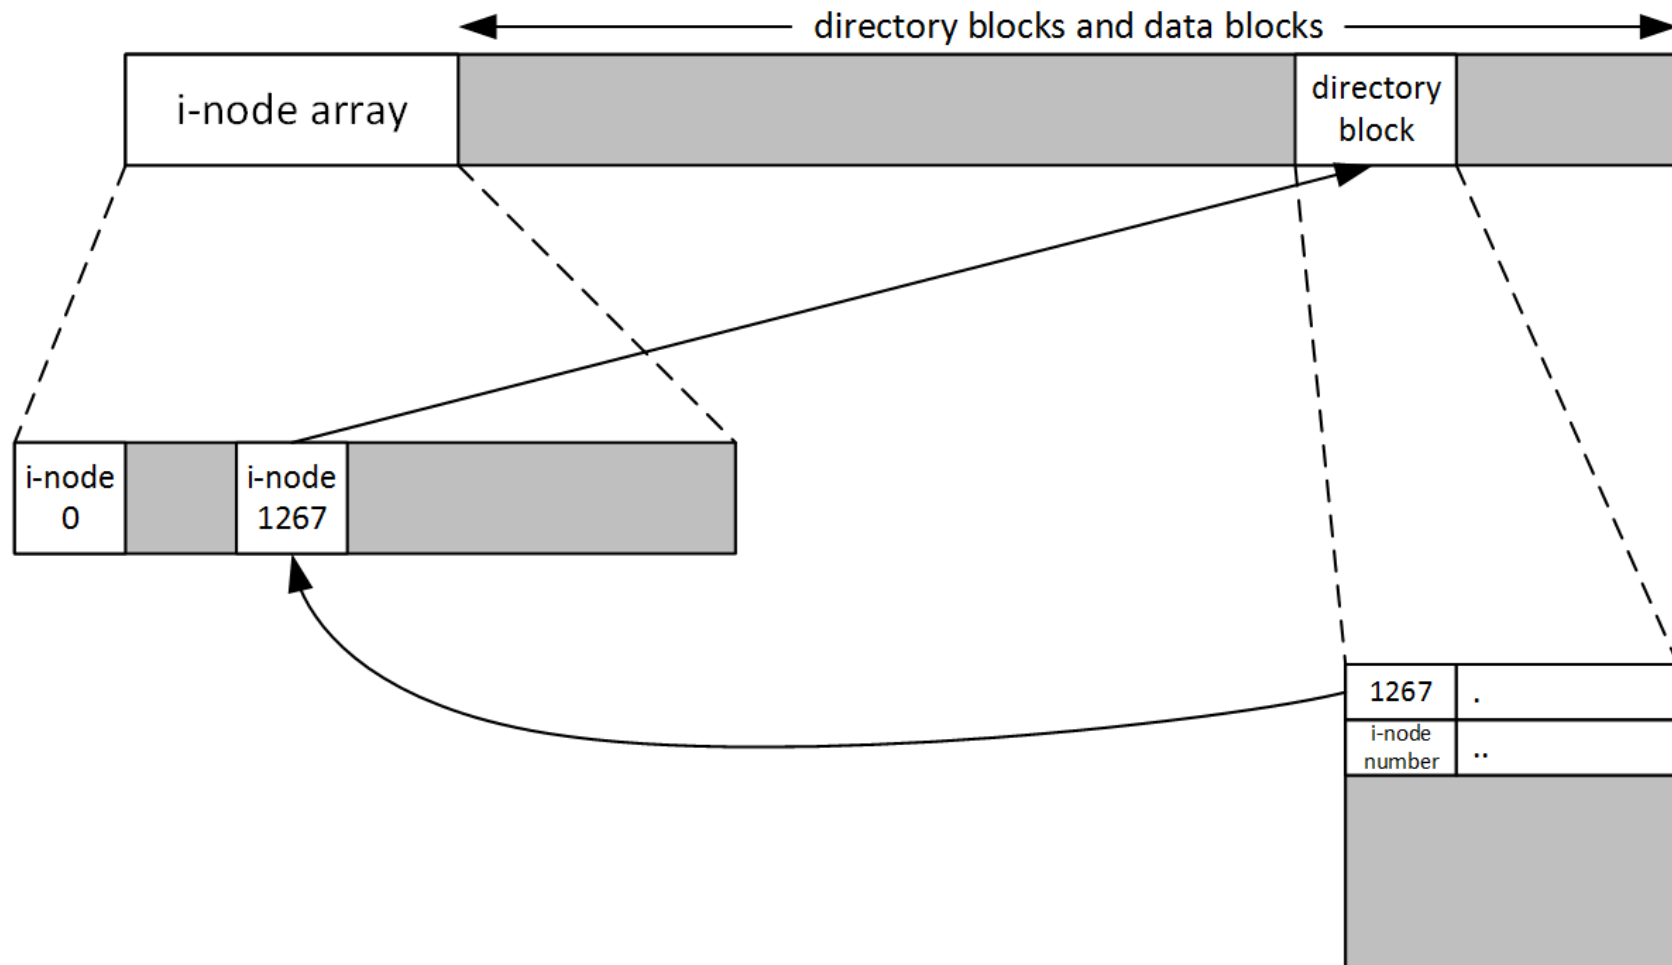 directory blocks and data blocks
i-node array
directory
block
i-node
0
i-node
1267
1267 .
i-node
number ..